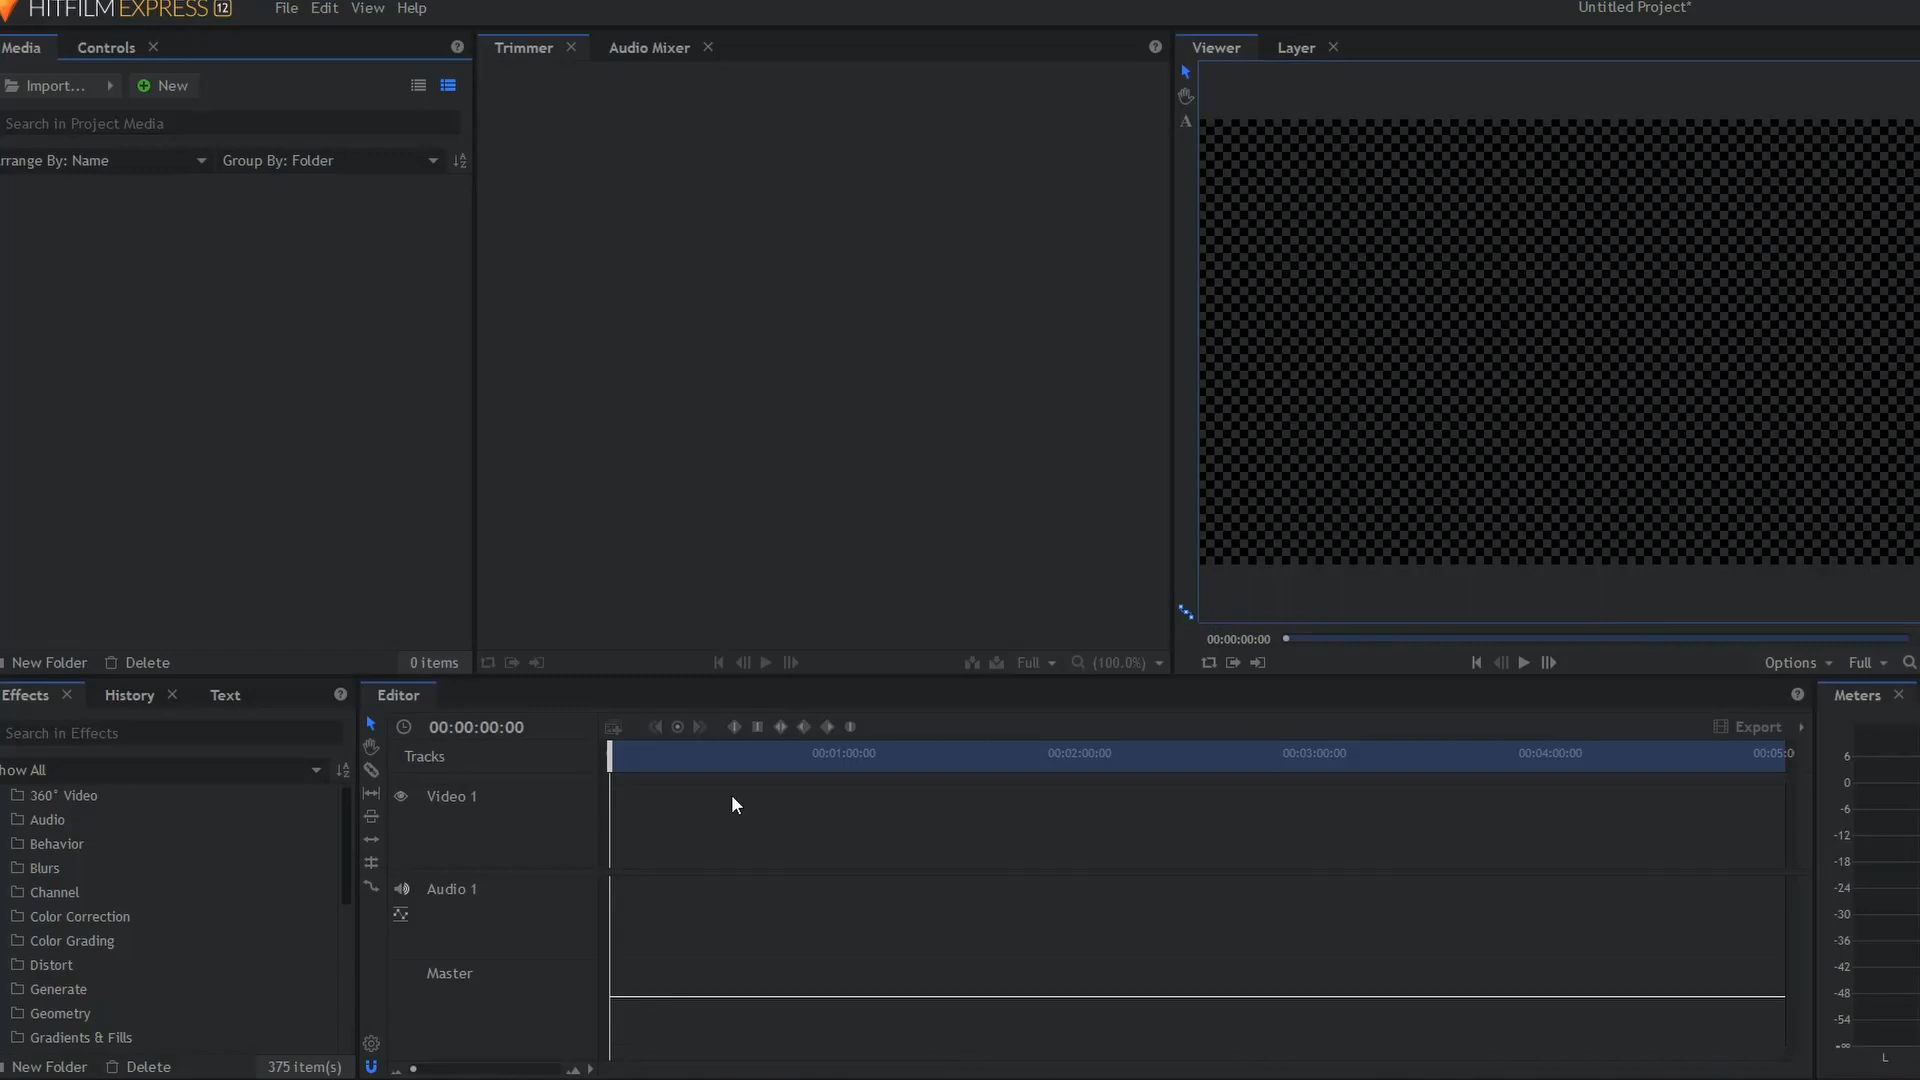 HITFILM EXPRESS 12
File Edit View Help
Untitled Project*
Media
Controls
Trimmer
Audio Mixer
Viewer
Layer
Import...
New
Search in Project Media
rrange By: Name
Group By: Folder
A
New Folder
Delete
0 items
Full
(100.0%)
00:00:00:00
Options
Full
Effects
History
Text
Editor
Meters
Search in Effects
00:00:00:00
Export
how All
Tracks
00:01:00:00
00:02:00:00
00:03:00:00
00:04:00:00
00:05:0
360° Video
Audio
Behavior
Blurs
Channel
Color Correction
Color Grading
Distort
Generate
Geometry
Gradients & Fills
Video 1
Audio 1
Master
6
0
-6
-12
-18
-24
-30
-36
-42
-48
-54
-∞
L
New Folder
Delete
375 item(s)